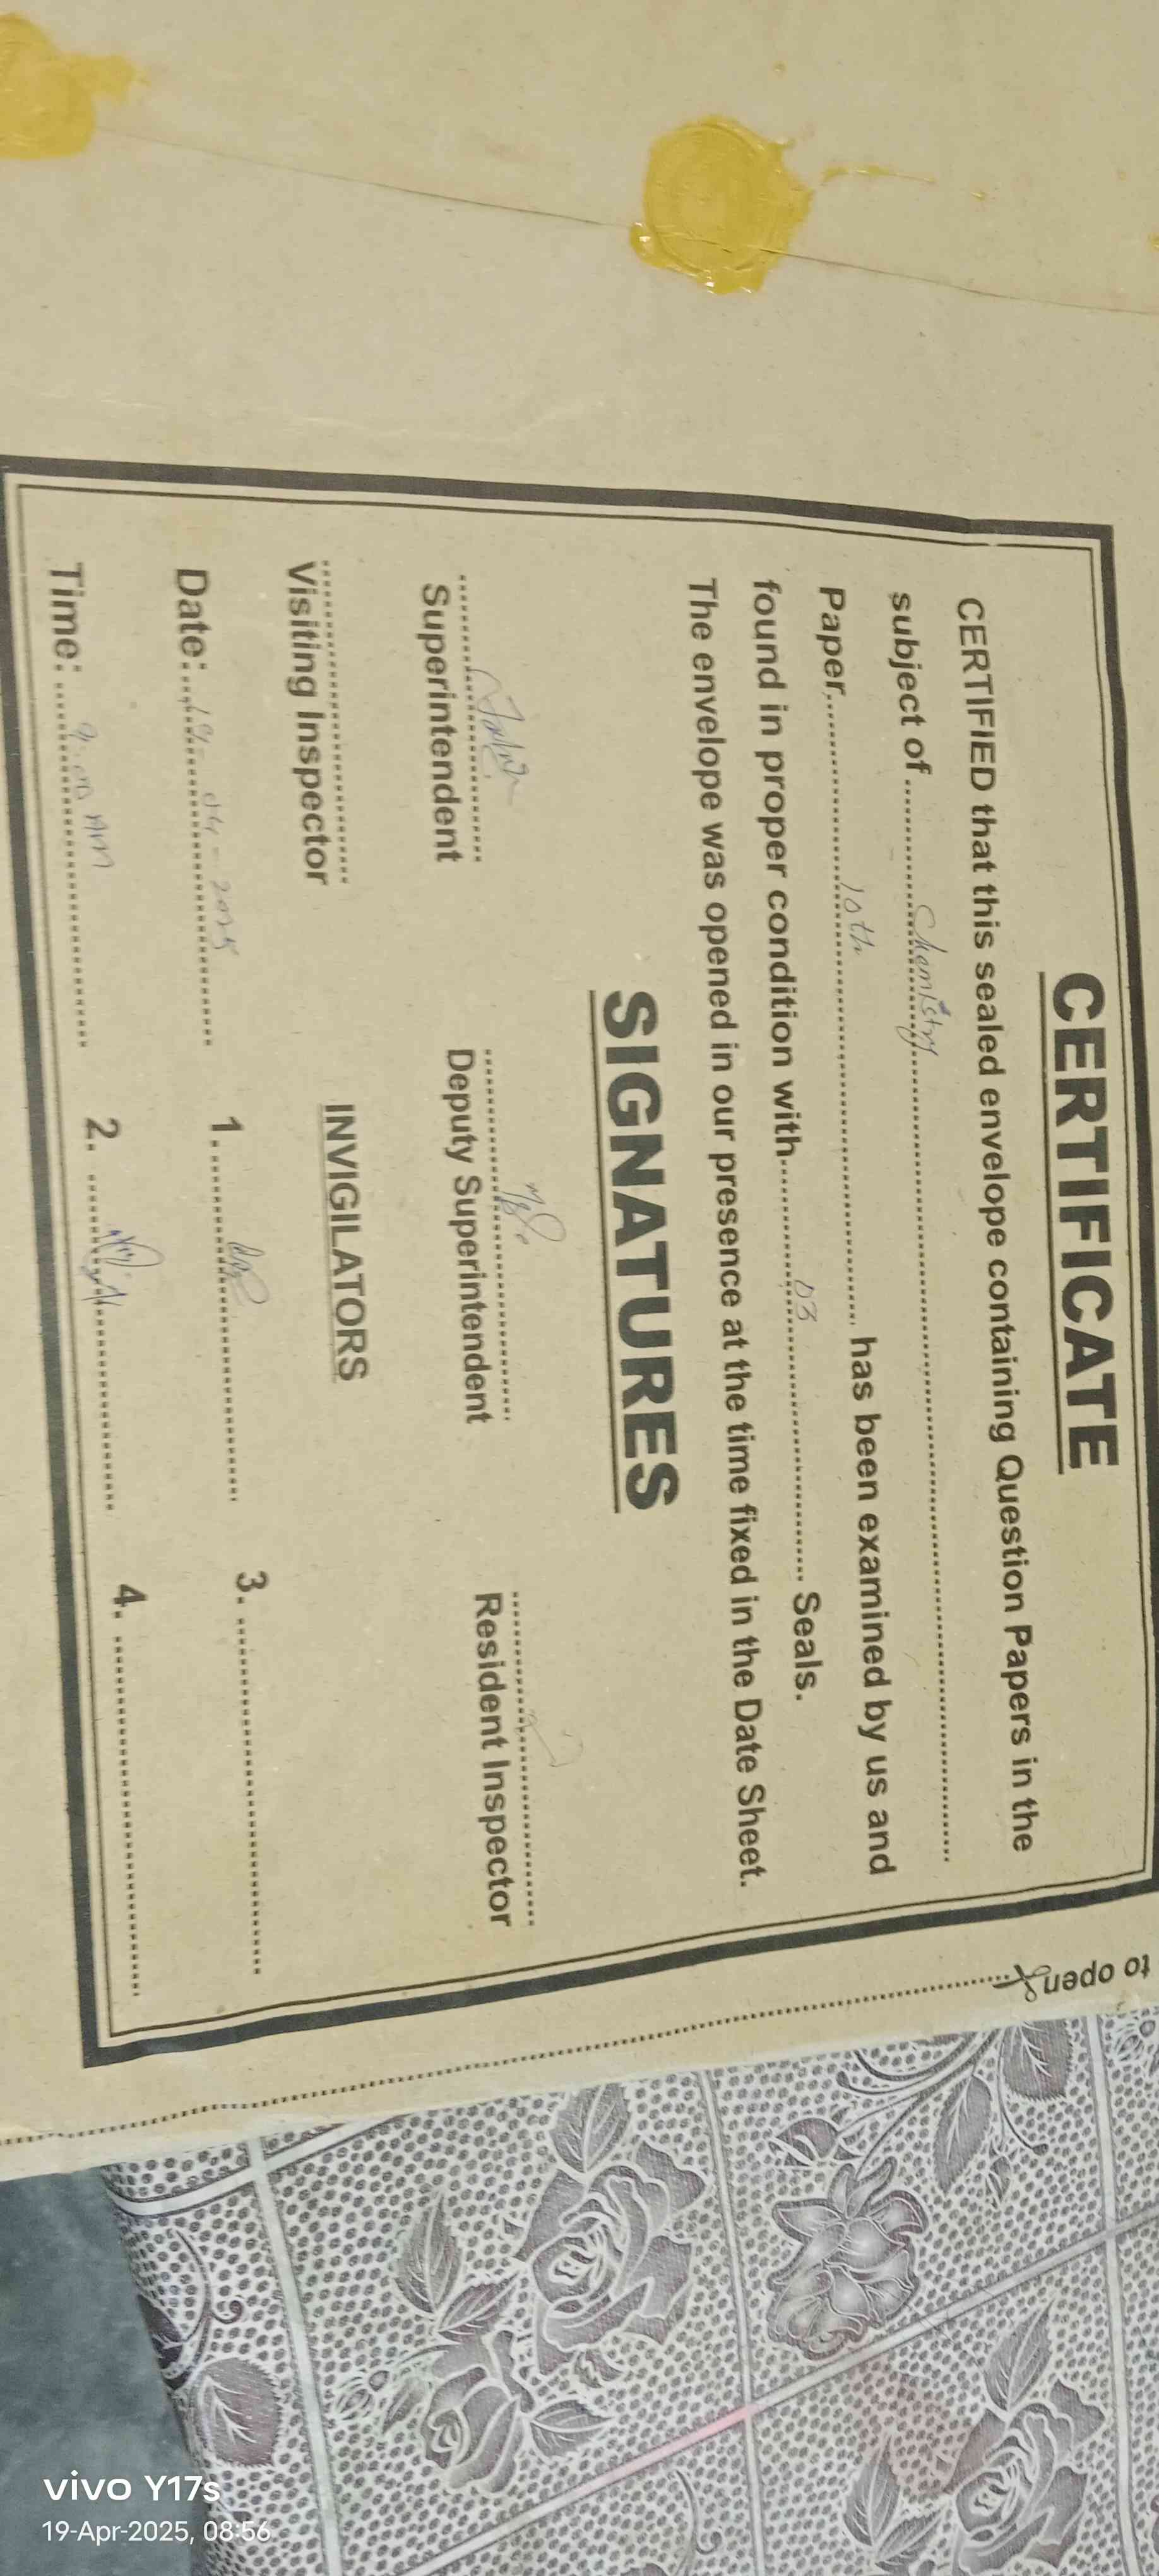 CERTIFICATE
CERTIFIED that this sealed envelope containing Question Papers in the
subject of Chemistry
Paper 10th has been examined by us and
found in proper condition with 03 Seals.
The envelope was opened in our presence at the time fixed in the Date Sheet.
SIGNATURES
Superintendent Deputy Superintendent Resident Inspector
Visiting Inspector INVIGILATORS
Date: 19-04-2025 1. 3.
Time: 9:00 AM 2. 4.
to open
vivo Y17s
19-Apr-2025, 08:56